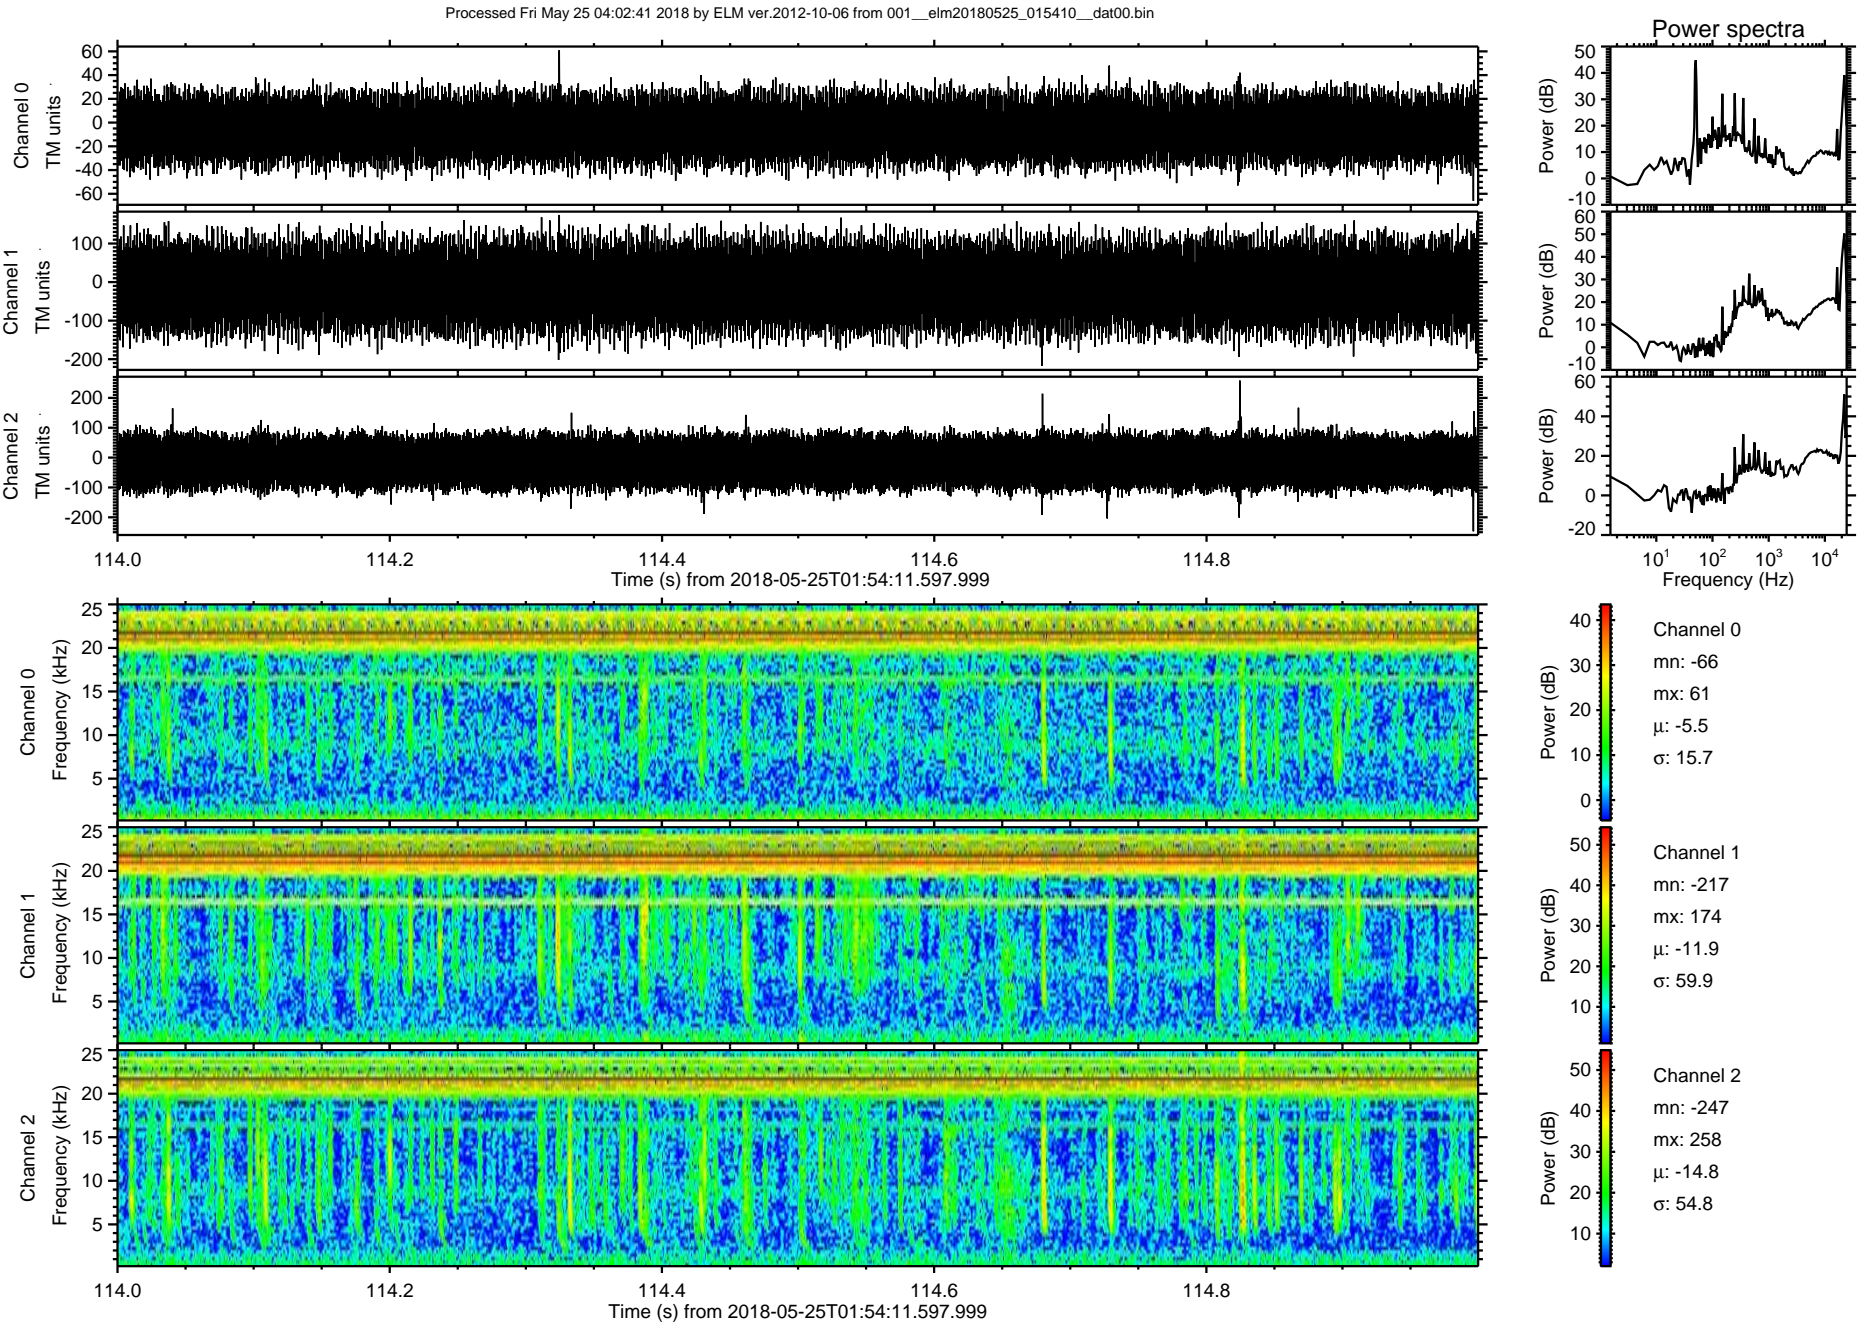 Processed Fri May 25 04:02:41 2018 by ELM ver.2012-10-06 from 001__elm20180525_015410__dat00.bin
Power spectra
Channel 0
TM units
60
40
20
0
-20
-40
-60
Power (dB)
50
40
30
20
10
0
-10
Channel 1
TM units
100
0
-100
-200
Power (dB)
60
50
40
30
20
10
0
-10
Channel 2
TM units
200
100
0
-100
-200
Power (dB)
60
40
20
0
-20
114.0 114.2 114.4 114.6 114.8
Time (s) from 2018-05-25T01:54:11.597.999
10¹ 10² 10³ 10⁴
Frequency (Hz)
Channel 0
Frequency (kHz)
25
20
15
10
5
Power (dB)
40
30
20
10
0
Channel 0
mn: -66
mx: 61
μ: -5.5
σ: 15.7
Channel 1
Frequency (kHz)
25
20
15
10
5
Power (dB)
50
40
30
20
10
Channel 1
mn: -217
mx: 174
μ: -11.9
σ: 59.9
Channel 2
Frequency (kHz)
25
20
15
10
5
Power (dB)
50
40
30
20
10
Channel 2
mn: -247
mx: 258
μ: -14.8
σ: 54.8
114.0 114.2 114.4 114.6 114.8
Time (s) from 2018-05-25T01:54:11.597.999